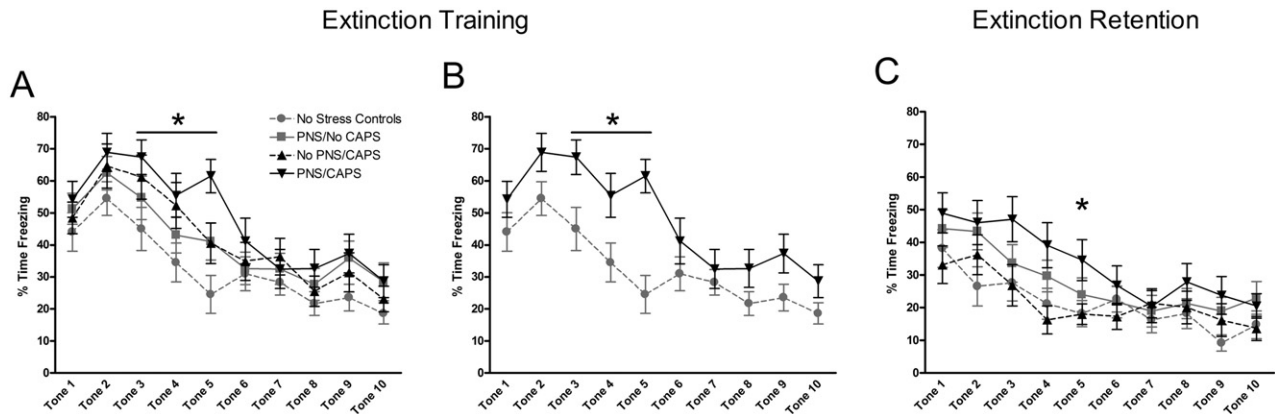 Extinction Training
Extinction Retention
A
*
No Stress Controls
PNS/No CAPS
No PNS/CAPS
PNS/CAPS
% Time Freezing
80
70
60
50
40
30
20
10
0
Tone 1
Tone 2
Tone 3
Tone 4
Tone 5
Tone 6
Tone 7
Tone 8
Tone 9
Tone 10
B
*
% Time Freezing
80
70
60
50
40
30
20
10
0
Tone 1
Tone 2
Tone 3
Tone 4
Tone 5
Tone 6
Tone 7
Tone 8
Tone 9
Tone 10
C
*
% Time Freezing
80
70
60
50
40
30
20
10
0
Tone 1
Tone 2
Tone 3
Tone 4
Tone 5
Tone 6
Tone 7
Tone 8
Tone 9
Tone 10